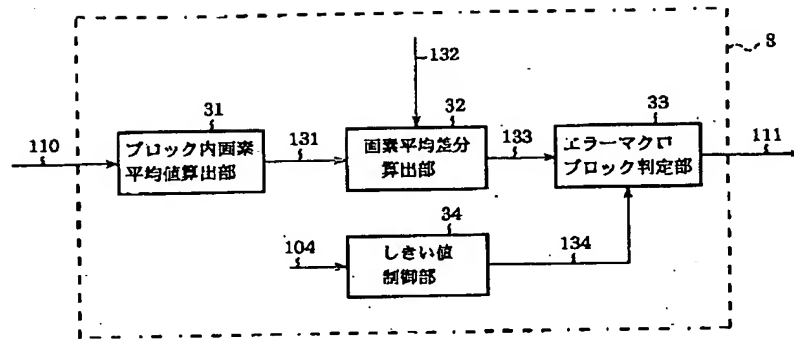 8
132
31
32
33
110
ブロック内画素
平均値算出部
131
画素平均差分
算出部
133
エラーマクロ
ブロック判定部
111
34
104
しきい値
制御部
134